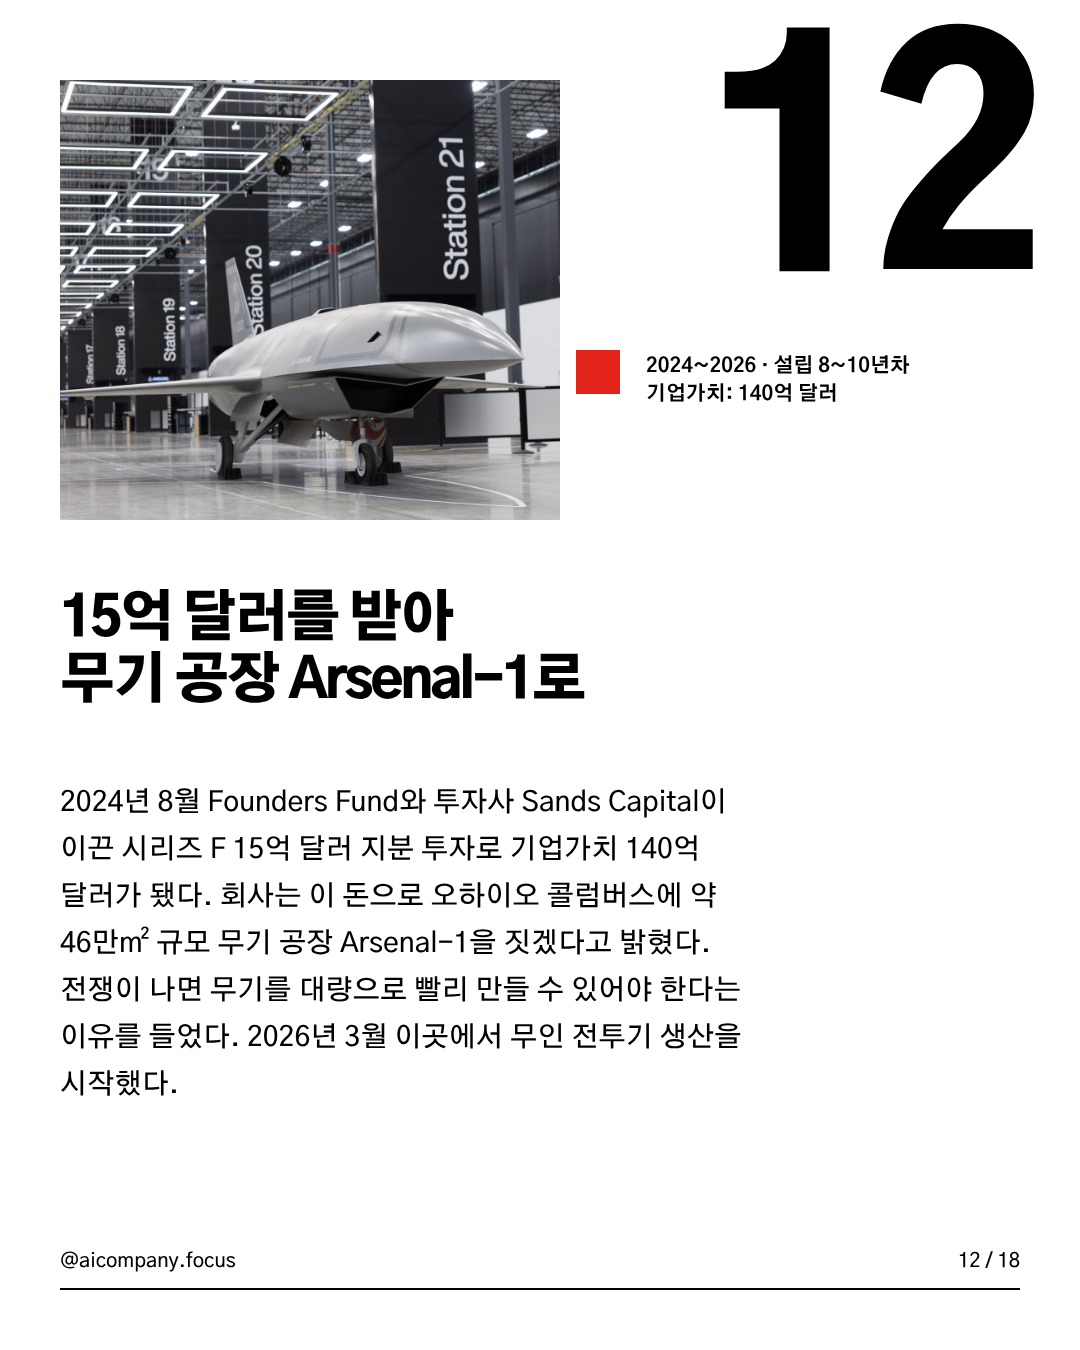 12
Station 21
Station 20
Station 19
Station 18
Station 17
2024~2026 · 설립 8~10년차
기업가치: 140억 달러
15억 달러를 받아
무기 공장 Arsenal-1로
2024년 8월 Founders Fund와 투자사 Sands Capital이
이끈 시리즈 F 15억 달러 지분 투자로 기업가치 140억
달러가 됐다. 회사는 이 돈으로 오하이오 콜럼버스에 약
46만㎡ 규모 무기 공장 Arsenal-1을 짓겠다고 밝혔다.
전쟁이 나면 무기를 대량으로 빨리 만들 수 있어야 한다는
이유를 들었다. 2026년 3월 이곳에서 무인 전투기 생산을
시작했다.
@aicompany.focus
12 / 18